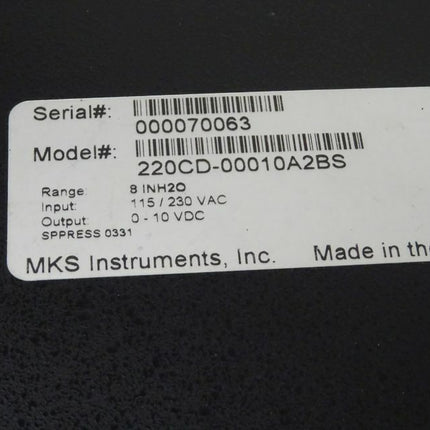 Serial#:
000070063
Model#:
220CD-00010A2BS
Range: 8 INH2O
Input: 115 / 230 VAC
Output: 0 - 10 VDC
SPPRESS 0331
MKS Instruments, Inc. Made in the